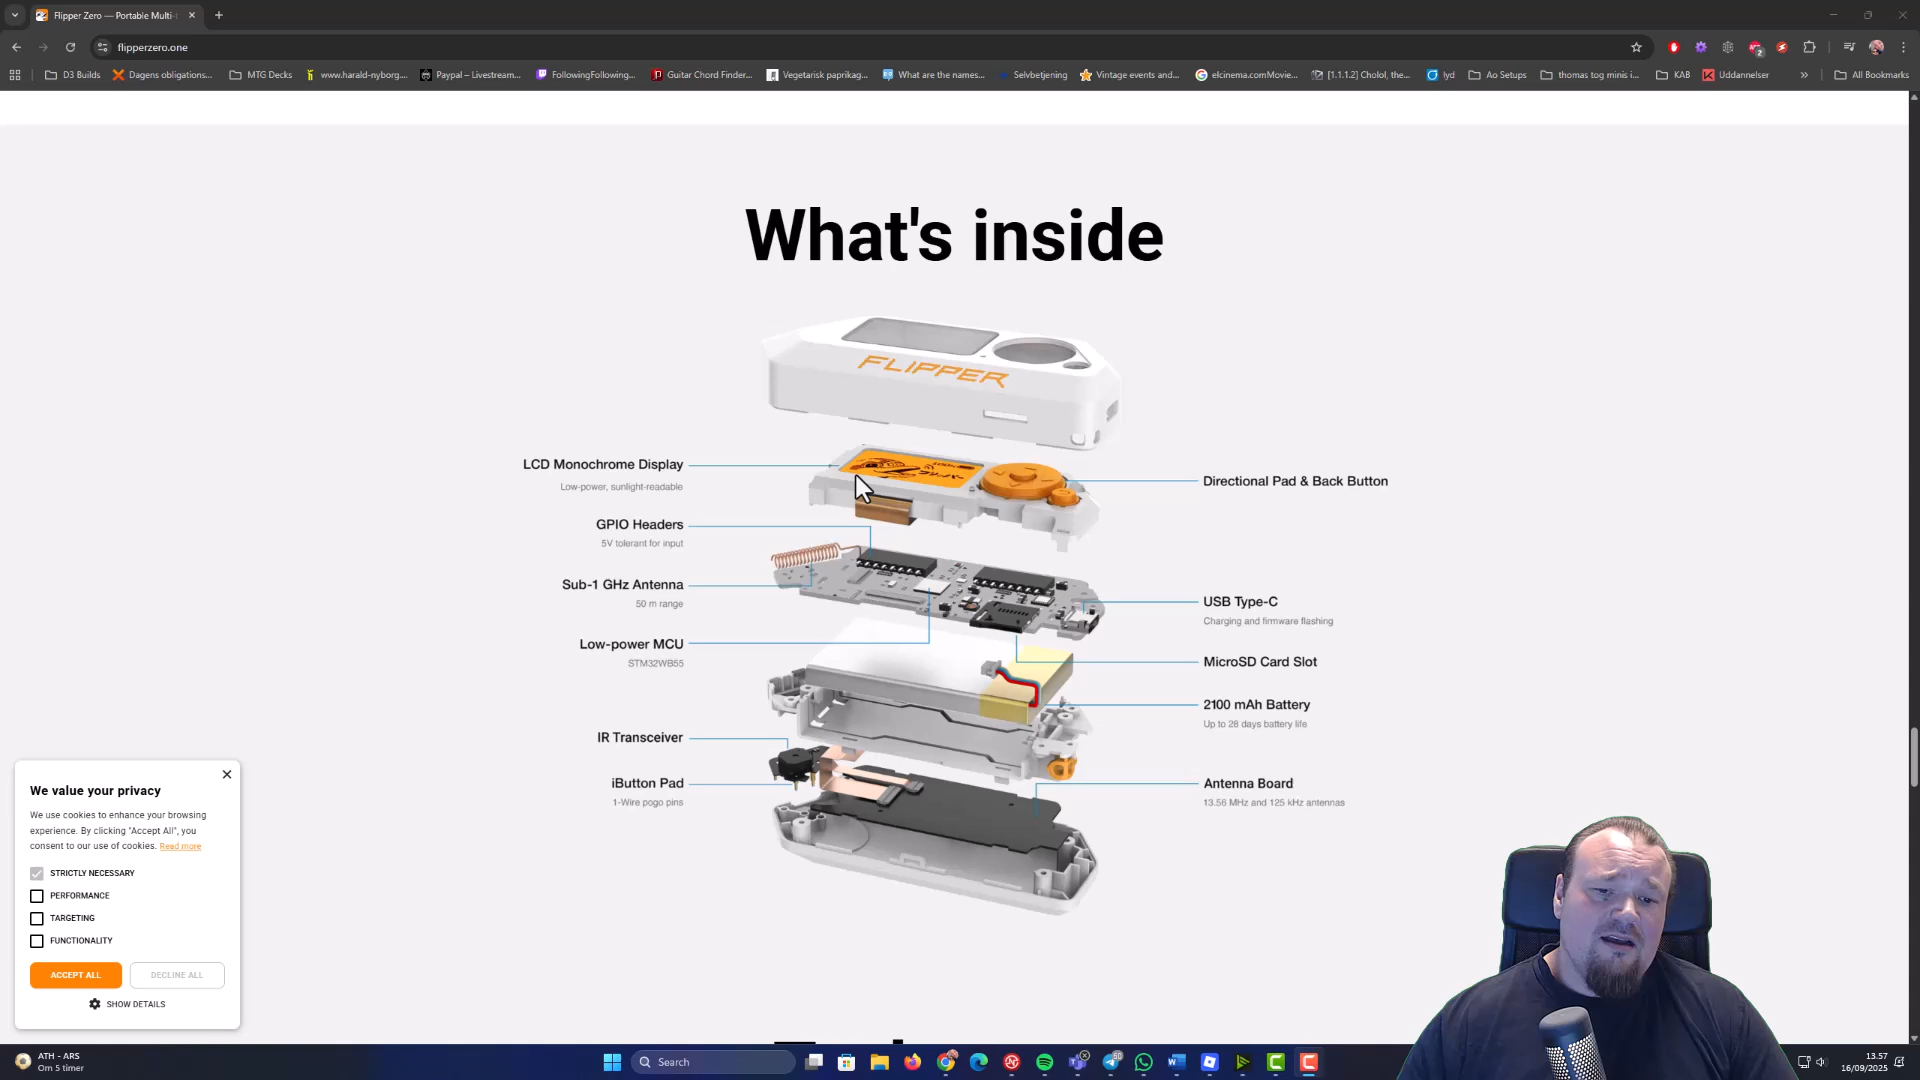 Flipper Zero — Portable Multi-
flipperzero.one
D3 Builds
Dagens obligations...
MTG Decks
www.harald-nyborg....
Paypal – Livestream...
FollowingFollowing...
Guitar Chord Finder...
Vegetarisk paprikag...
What are the names...
Selvbetjening
Vintage events and...
elcinema.comMovie...
[1.1.1.2] Cholol, the...
lyd
Ao Setups
thomas tog minis i...
KAB
Uddannelser
All Bookmarks
What's inside
FLIPPER
LCD Monochrome Display
Low-power, sunlight-readable
Directional Pad & Back Button
GPIO Headers
5V tolerant for input
Sub-1 GHz Antenna
50 m range
USB Type-C
Charging and firmware flashing
Low-power MCU
STM32WB55
MicroSD Card Slot
2100 mAh Battery
Up to 28 days battery life
IR Transceiver
iButton Pad
1-Wire pogo pins
Antenna Board
13.56 MHz and 125 kHz antennas
We value your privacy
We use cookies to enhance your browsing
experience. By clicking "Accept All", you
consent to our use of cookies. Read more
STRICTLY NECESSARY
PERFORMANCE
TARGETING
FUNCTIONALITY
ACCEPT ALL
DECLINE ALL
SHOW DETAILS
ATH - ARS
Om 5 timer
Search
13.57
16/09/2025